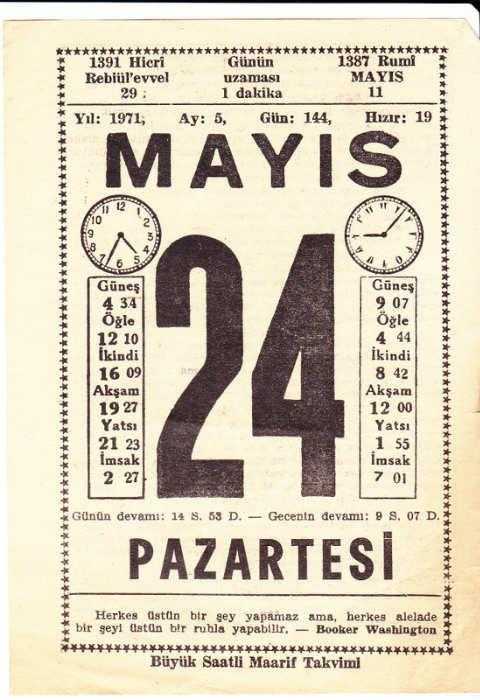 1391 Hicrî Günün 1387 Rumî
Rebiül'evvel uzaması MAYIS
29 1 dakika 11
Yıl: 1971, Ay: 5, Gün: 144, Hızır: 19
MAYIS
24
Güneş
4 34
Öğle
12 10
İkindi
16 09
Akşam
19 27
Yatsı
21 23
İmsak
2 27
Güneş
9 07
Öğle
4 44
İkindi
8 42
Akşam
12 00
Yatsı
1 55
İmsak
7 01
Günün devamı: 14 S. 53 D. — Gecenin devamı: 9 S. 07 D.
PAZARTESİ
Herkes üstün bir şey yapamaz ama, herkes alelade
bir şeyi üstün bir ruhla yapabilir. — Booker Washington
Büyük Saatli Maarif Takvimi